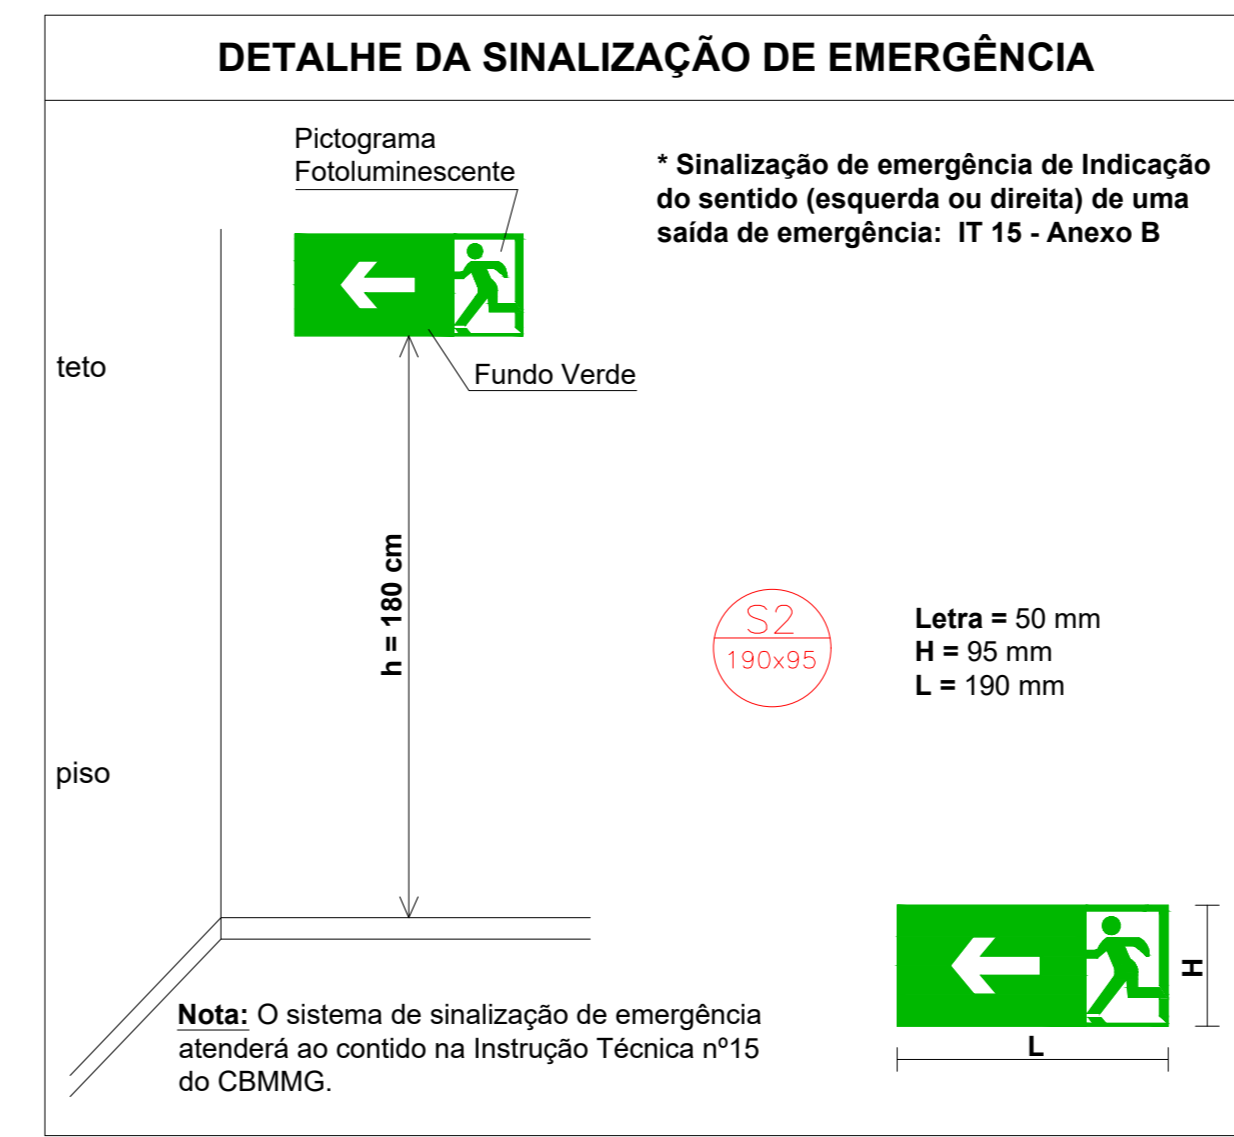 DETALHE DA SINALIZAÇÃO DE EMERGÊNCIA
Pictograma
Fotoluminescente
* Sinalização de emergência de Indicação
do sentido (esquerda ou direita) de uma
saída de emergência: IT 15 - Anexo B
teto
Fundo Verde
h = 180 cm
S2
190x95
Letra = 50 mm
H = 95 mm
L = 190 mm
piso
H
L
Nota: O sistema de sinalização de emergência
atenderá ao contido na Instrução Técnica nº15
do CBMMG.